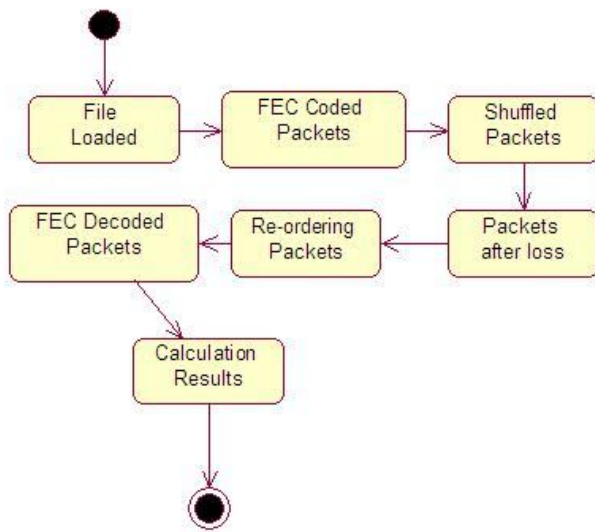 File
Loaded
FEC Coded
Packets
Shuffled
Packets
Packets
after loss
Re-ordering
Packets
FEC Decoded
Packets
Calculation
Results